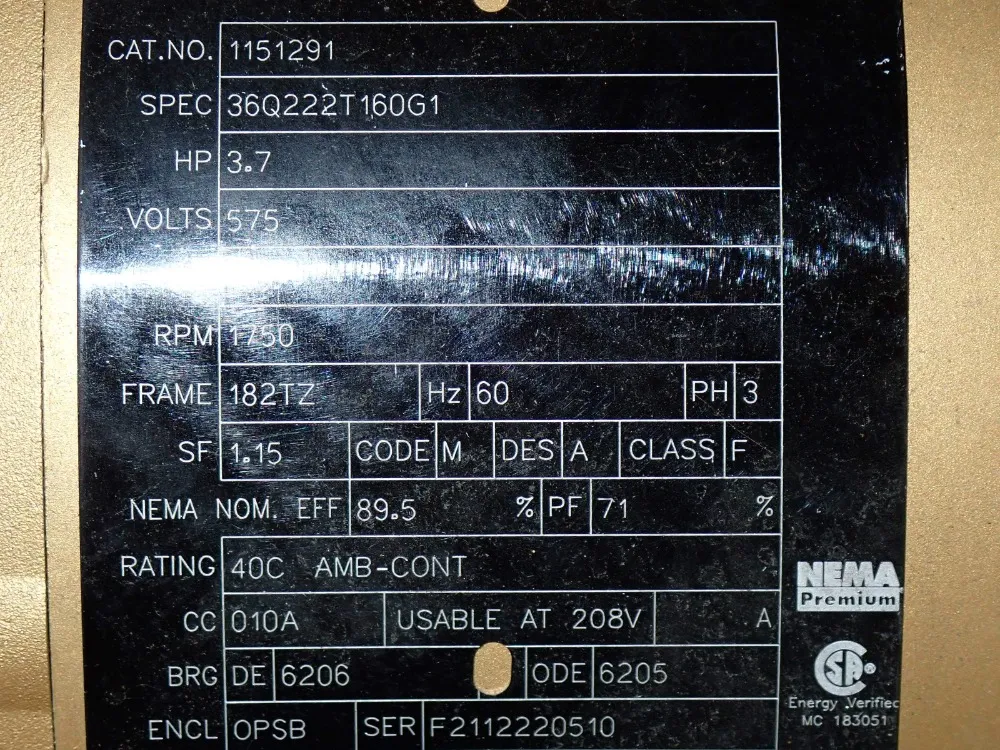 CAT.NO. 1151291
SPEC 36Q222T160G1
HP 3.7
VOLTS 575
RPM 1750
FRAME 182TZ Hz 60 PH 3
SF 1.15 CODE M DES A CLASS F
NEMA NOM. EFF 89.5 % PF 71 %
RATING 40C AMB-CONT
NEMA
Premium
CC 010A USABLE AT 208V A
BRG DE 6206 ODE 6205
SA
Energy Verified
MC 183051
ENCL OPSB SER F2112220510